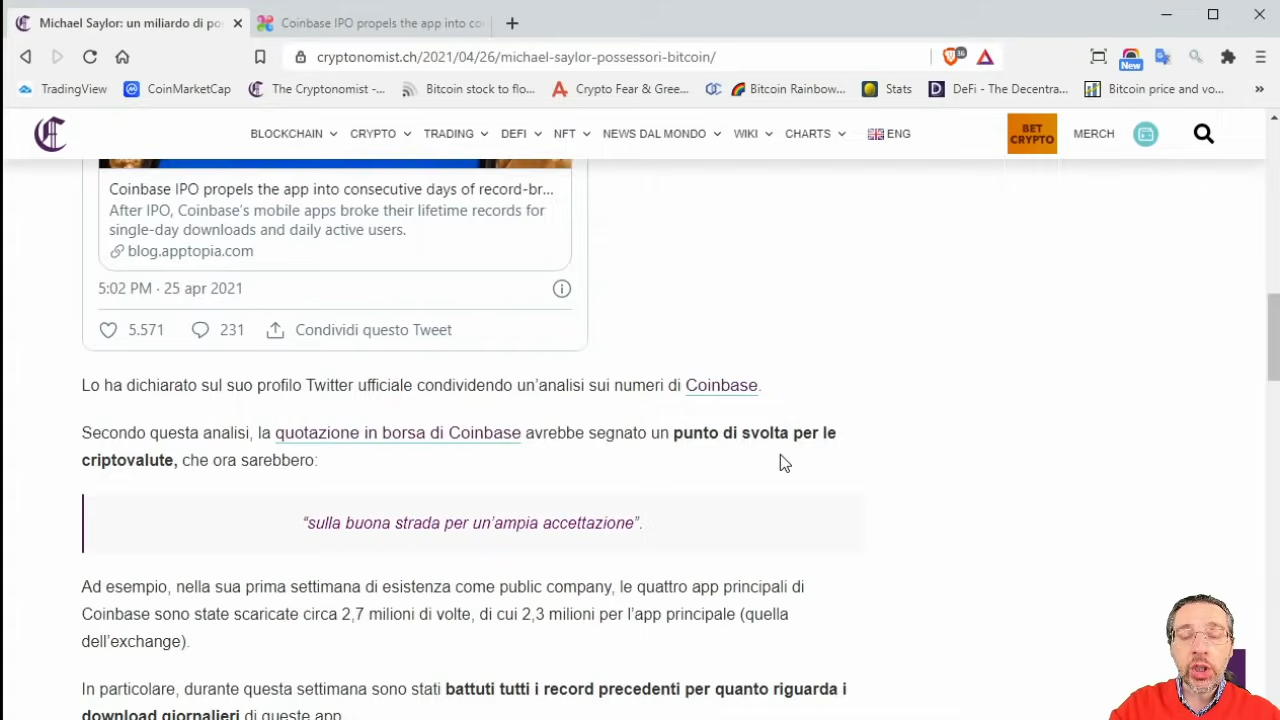 Michael Saylor: un miliardo di po
Coinbase IPO propels the app into co
cryptonomist.ch/2021/04/26/michael-saylor-possessori-bitcoin/
36
New
TradingView
CoinMarketCap
The Cryptonomist -...
Bitcoin stock to flo...
Crypto Fear & Gree...
Bitcoin Rainbow...
Stats
DeFi - The Decentra...
Bitcoin price and vo...
BLOCKCHAIN
CRYPTO
TRADING
DEFI
NFT
NEWS DAL MONDO
WIKI
CHARTS
ENG
BET
CRYPTO
MERCH
Coinbase IPO propels the app into consecutive days of record-br...
After IPO, Coinbase's mobile apps broke their lifetime records for
single-day downloads and daily active users.
blog.apptopia.com
5:02 PM · 25 apr 2021
5.571 231 Condividi questo Tweet
Lo ha dichiarato sul suo profilo Twitter ufficiale condividendo un'analisi sui numeri di Coinbase.
Secondo questa analisi, la quotazione in borsa di Coinbase avrebbe segnato un punto di svolta per le
criptovalute, che ora sarebbero:
“sulla buona strada per un'ampia accettazione”.
Ad esempio, nella sua prima settimana di esistenza come public company, le quattro app principali di
Coinbase sono state scaricate circa 2,7 milioni di volte, di cui 2,3 milioni per l'app principale (quella
dell'exchange).
In particolare, durante questa settimana sono stati battuti tutti i record precedenti per quanto riguarda i
download giornalieri di queste app.